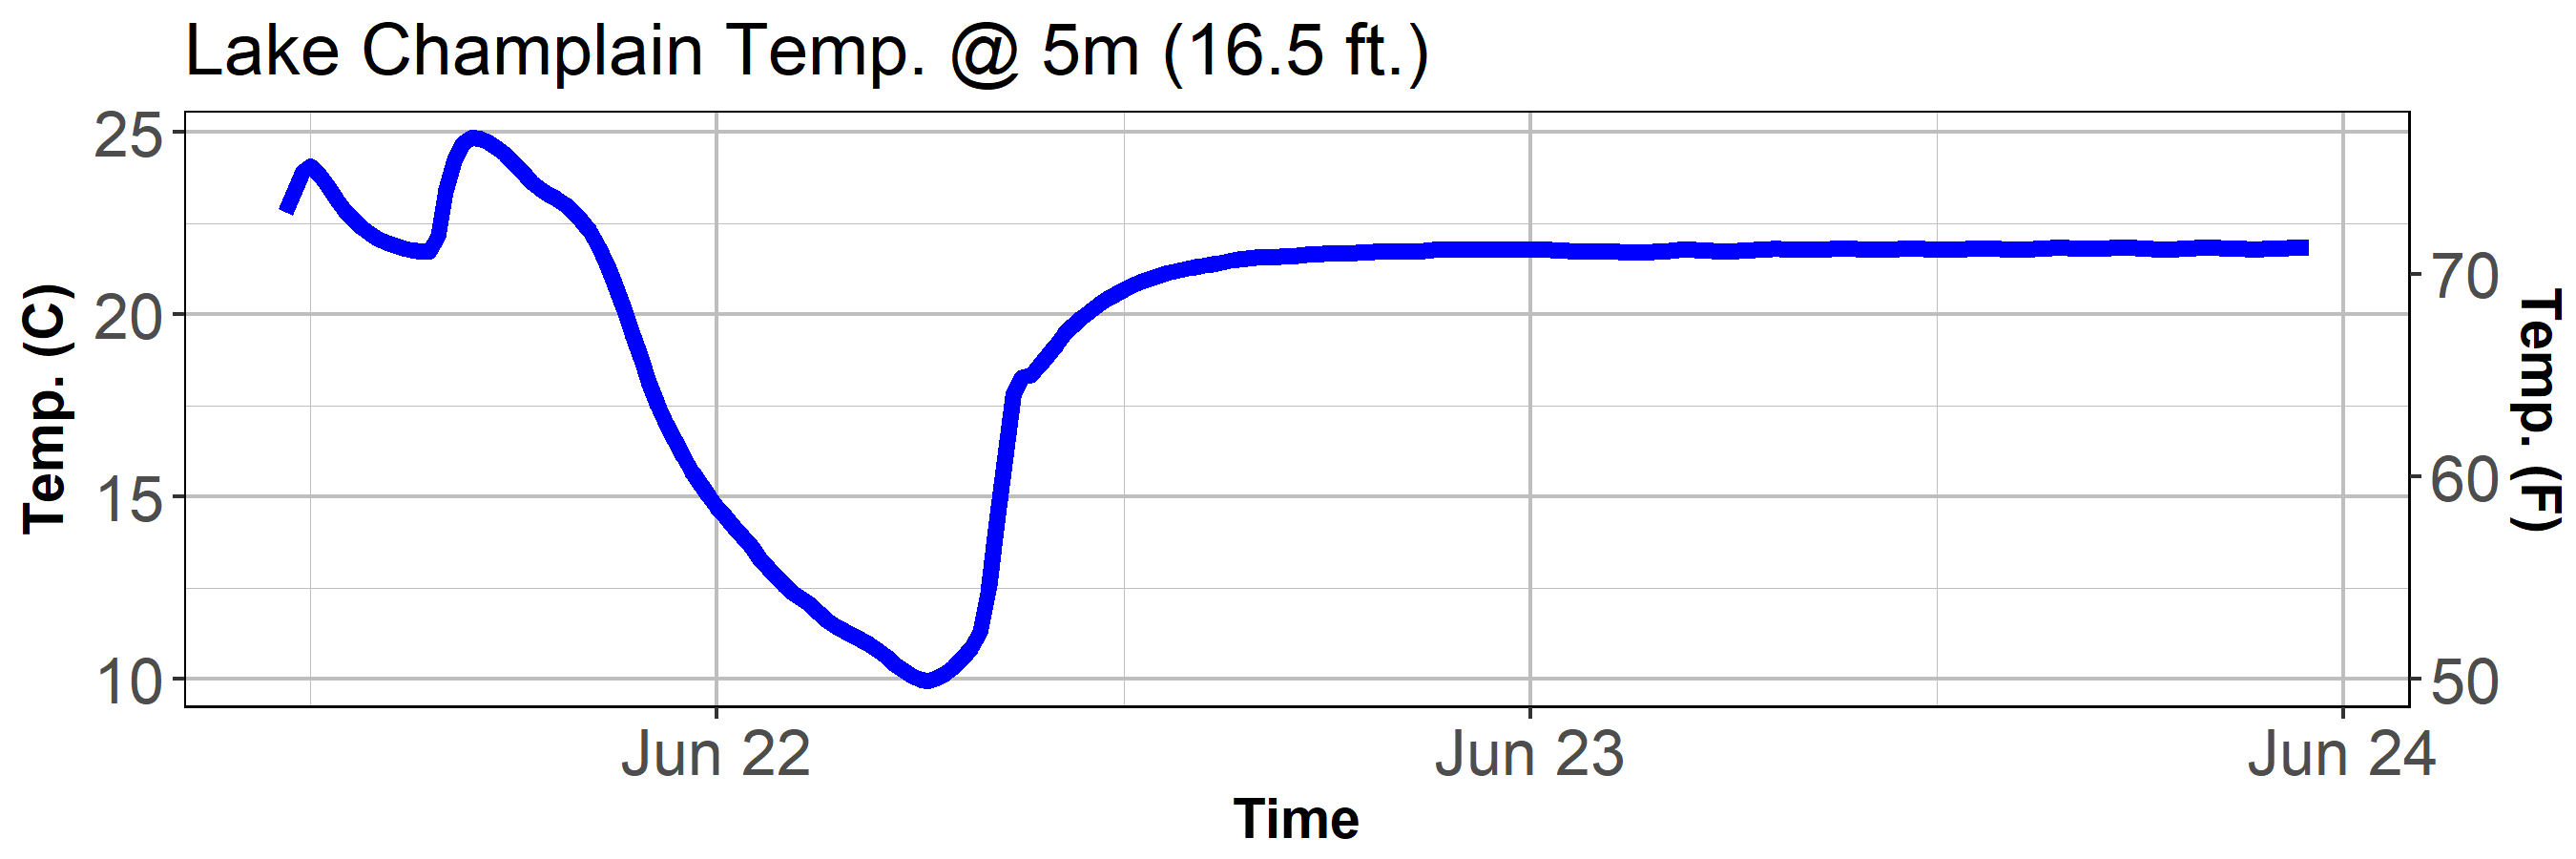 Lake Champlain Temp. @ 5m (16.5 ft.)
25
20
15
10
Temp. (C)
70
60
50
Temp. (F)
Jun 22 Jun 23 Jun 24
Time